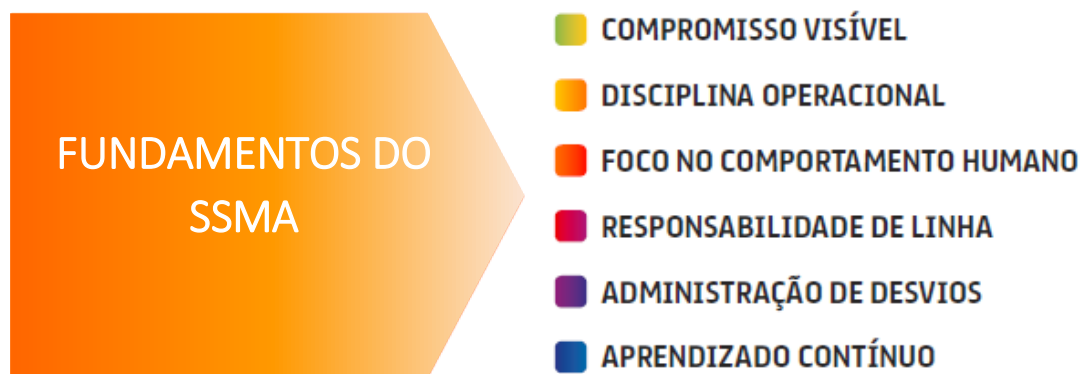 FUNDAMENTOS DO
SSMA
COMPROMISSO VISÍVEL
DISCIPLINA OPERACIONAL
FOCO NO COMPORTAMENTO HUMANO
RESPONSABILIDADE DE LINHA
ADMINISTRAÇÃO DE DESVIOS
APRENDIZADO CONTÍNUO